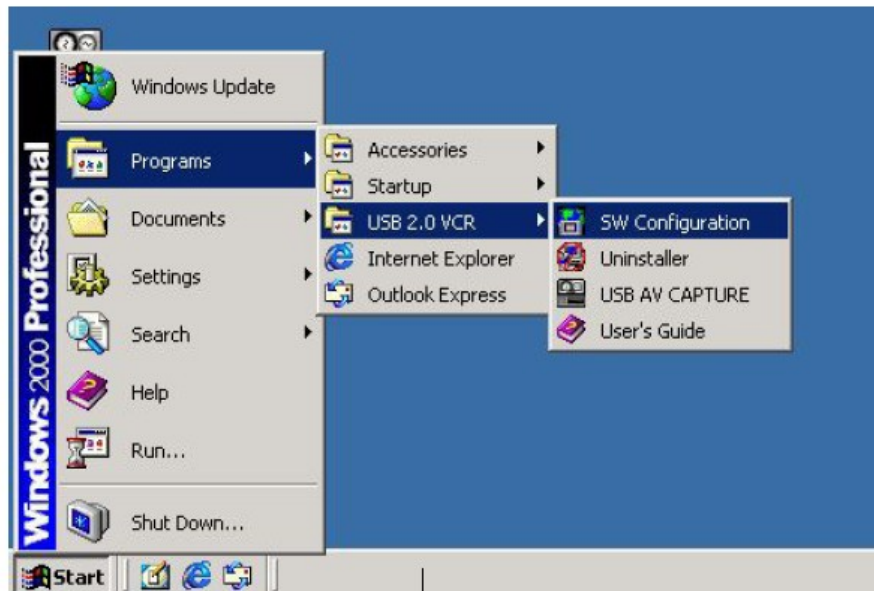 Windows 2000 Professional
Windows Update
Programs
Documents
Settings
Search
Help
Run...
Shut Down...
Accessories
Startup
USB 2.0 VCR
Internet Explorer
Outlook Express
SW Configuration
Uninstaller
USB AV CAPTURE
User's Guide
Start